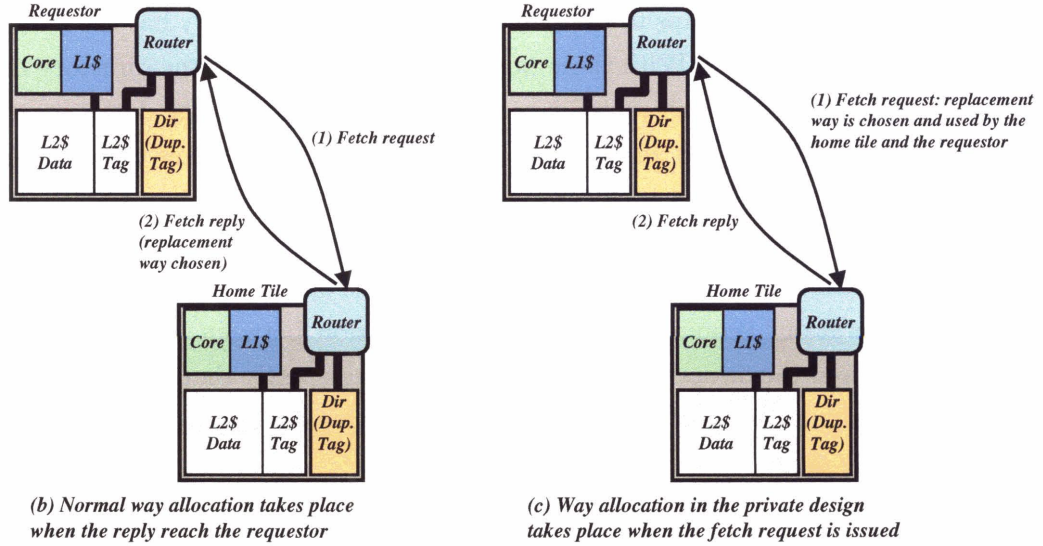 Requestor
Router
Core L1$
L2$
Data
L2$
Tag
Dir
(Dup.
Tag)
(1) Fetch request
(2) Fetch reply
(replacement
way chosen)
Home Tile
Router
Core L1$
L2$
Data
L2$
Tag
Dir
(Dup.
Tag)
(b) Normal way allocation takes place
when the reply reach the requestor
Requestor
Router
Core L1$
L2$
Data
L2$
Tag
Dir
(Dup.
Tag)
(1) Fetch request: replacement
way is chosen and used by the
home tile and the requestor
(2) Fetch reply
Home Tile
Router
Core L1$
L2$
Data
L2$
Tag
Dir
(Dup.
Tag)
(c) Way allocation in the private design
takes place when the fetch request is issued